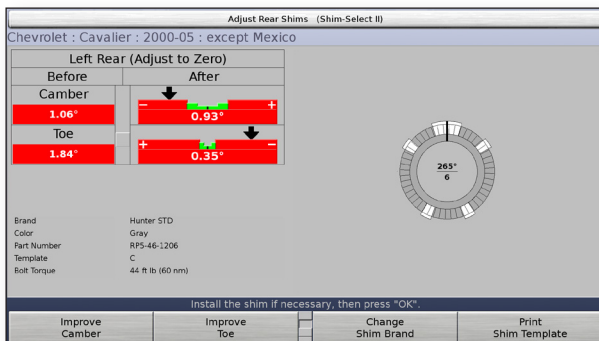 Adjust Rear Shims (Shim-Select II)
Chevrolet : Cavalier : 2000-05 : except Mexico
Left Rear (Adjust to Zero)
Before After
Camber
1.06°
− +
0.93°
Toe
1.84°
+ −
0.35°
265°
6
Brand Hunter STD
Color Gray
Part Number RP5-46-1206
Template C
Bolt Torque 44 ft lb (60 nm)
Install the shim if necessary, then press "OK".
Improve Camber
Improve Toe
Change Shim Brand
Print Shim Template